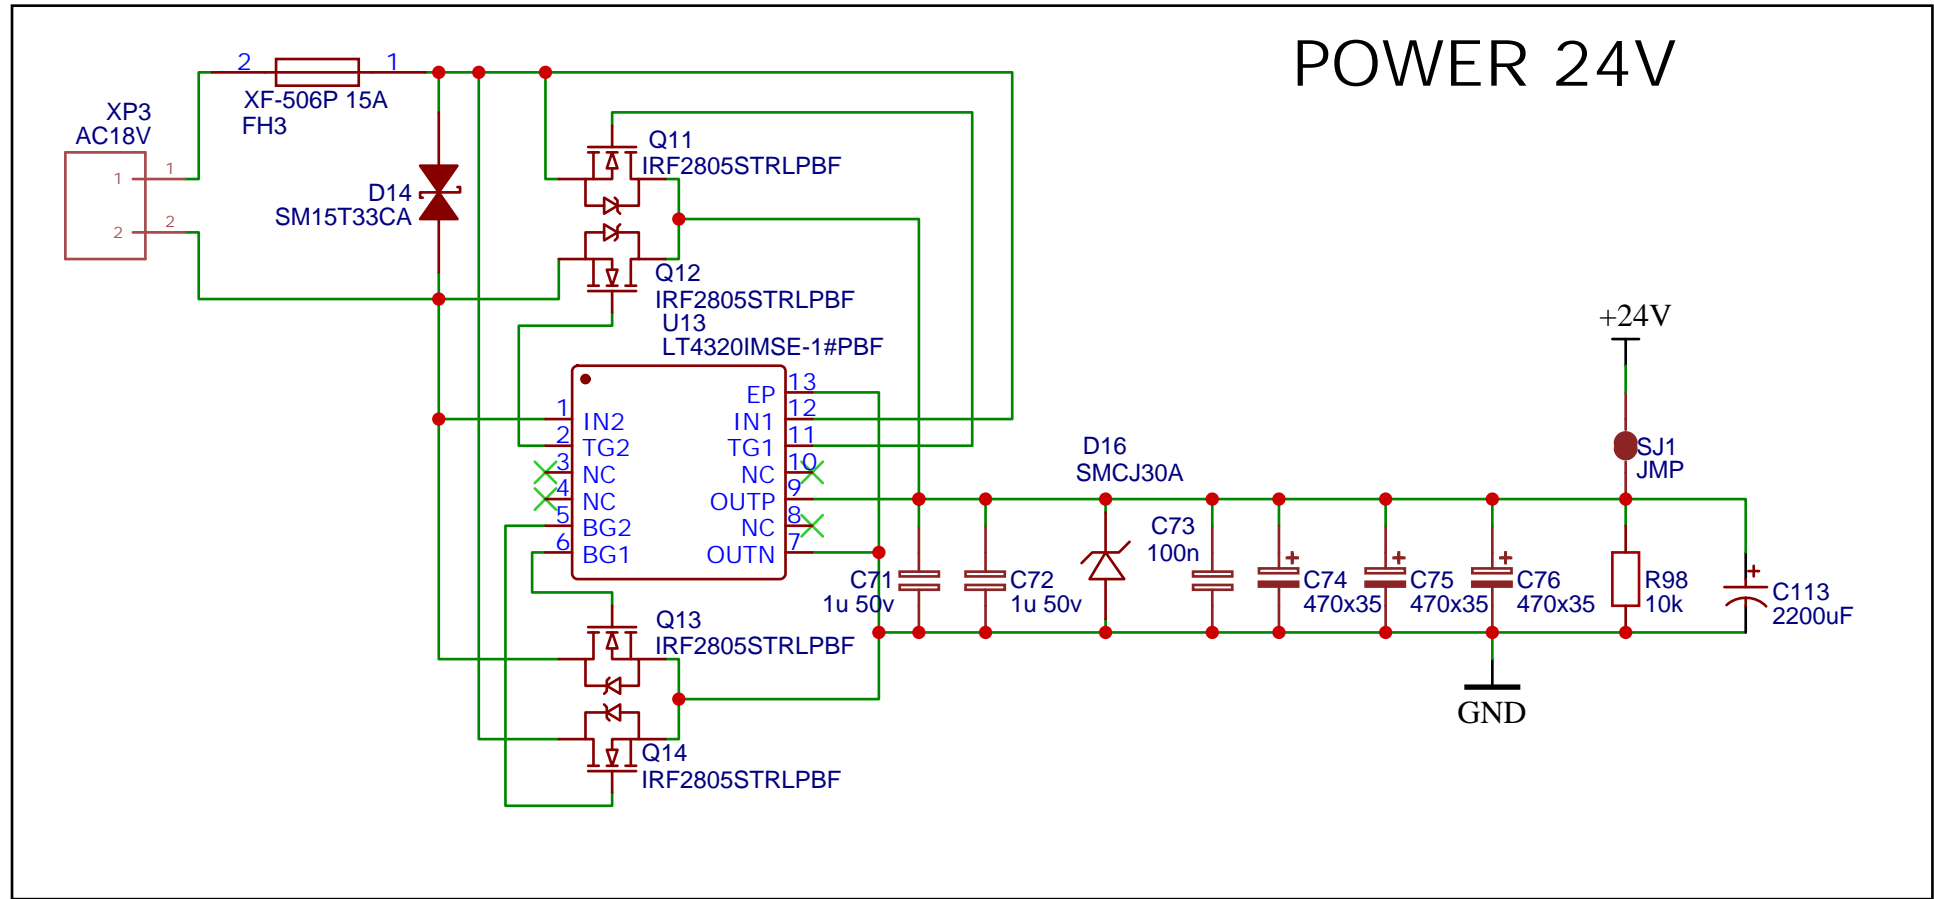 POWER 24V
2
1
XF-506P 15A
FH3
XP3
AC18V
1
1
2
2
D14
SM15T33CA
Q11
IRF2805STRLPBF
Q12
IRF2805STRLPBF
U13
LT4320IMSE-1#PBF
1 IN2
2 TG2
3 NC
4 NC
5 BG2
6 BG1
EP 13
IN1 12
TG1 11
NC 10
OUTP 9
NC 8
OUTN 7
Q13
IRF2805STRLPBF
Q14
IRF2805STRLPBF
C71
1u 50v
C72
1u 50v
D16
SMCJ30A
C73
100n
+
C74
470x35
+
C75
470x35
+
C76
470x35
+24V
SJ1
JMP
R98
10k
+
C113
2200uF
GND